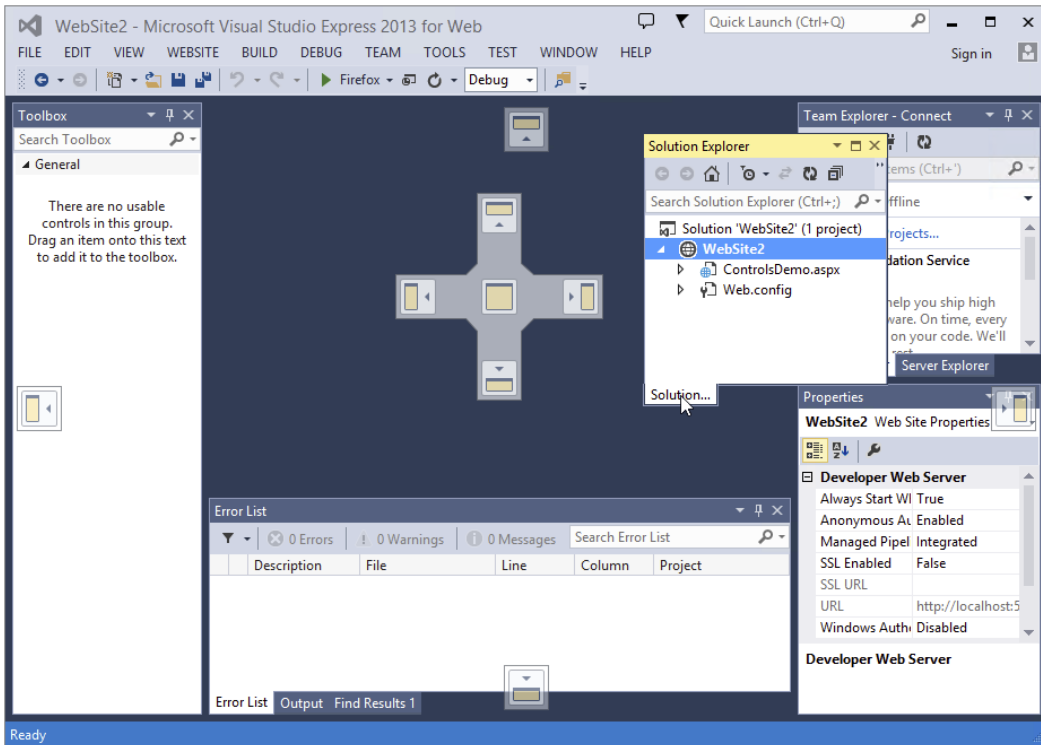 WebSite2 - Microsoft Visual Studio Express 2013 for Web
Quick Launch (Ctrl+Q)
FILE EDIT VIEW WEBSITE BUILD DEBUG TEAM TOOLS TEST WINDOW HELP
Sign in
Firefox
Debug
Toolbox
Search Toolbox
General
There are no usable
controls in this group.
Drag an item onto this text
to add it to the toolbox.
Solution Explorer
Search Solution Explorer (Ctrl+;)
Solution 'WebSite2' (1 project)
WebSite2
ControlsDemo.aspx
Web.config
Solution...
Team Explorer - Connect
(Ctrl+')
rojects...
dation Service
help you ship high
ware. On time, every
on your code. We'll
rest
Server Explorer
Properties
WebSite2 Web Site Properties
Developer Web Server
Always Start WI True
Anonymous Au Enabled
Managed Pipel Integrated
SSL Enabled False
SSL URL
URL http://localhost:5
Windows Authe Disabled
Developer Web Server
Error List
0 Errors 0 Warnings 0 Messages Search Error List
Description File Line Column Project
Error List Output Find Results 1
Ready